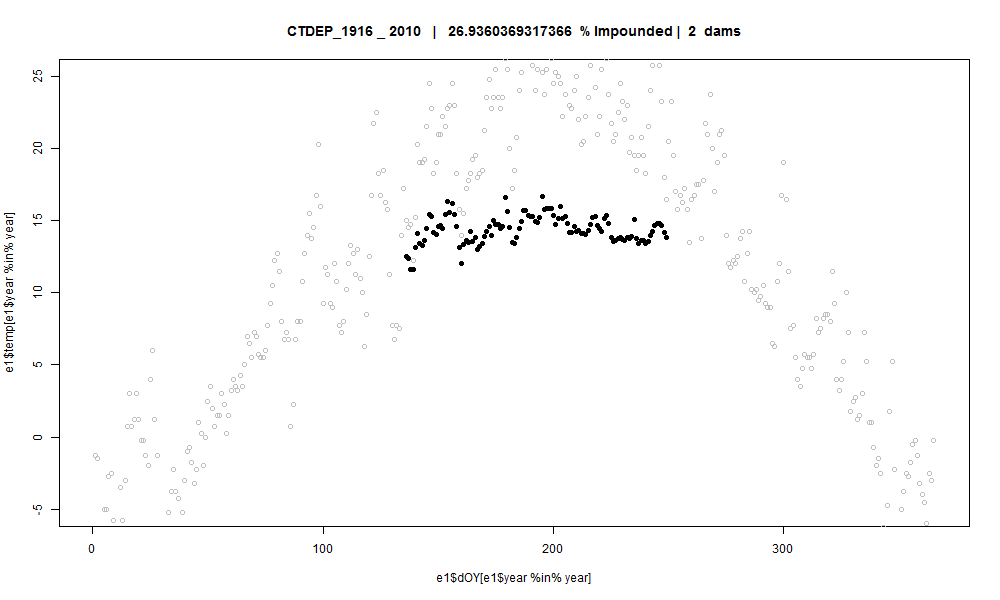 CTDEP_1916 _ 2010 | 26.9360369317366 % Impounded | 2 dams
25
20
15
10
5
0
-5
e1$temp[e1$year %in% year]
0 100 200 300
e1$dOY[e1$year %in% year]